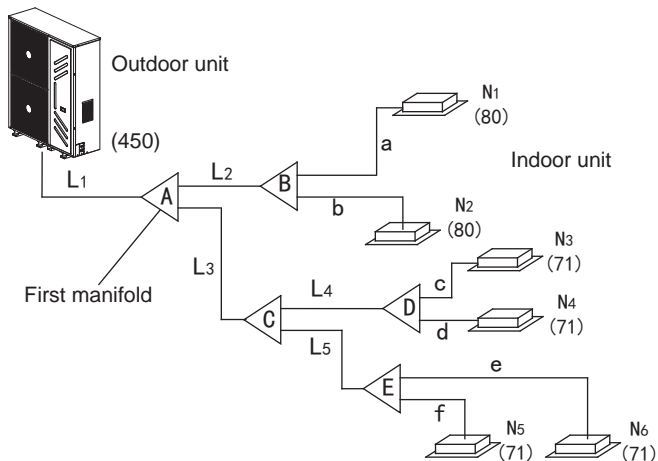 Outdoor unit
(450)
L1
A
First manifold
L2
B
a
N1
(80)
Indoor unit
b
N2
(80)
L3
C
L4
D
c
N3
(71)
d
N4
(71)
L5
E
e
f
N5
(71)
N6
(71)